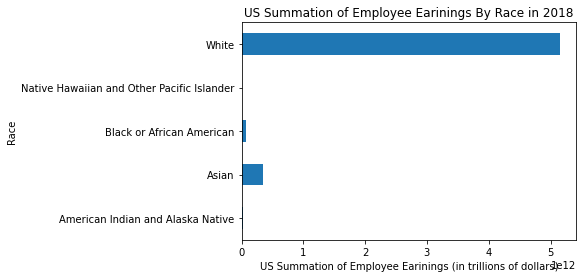 US Summation of Employee Earinings By Race in 2018
White
Native Hawaiian and Other Pacific Islander
Black or African American
Asian
American Indian and Alaska Native
Race
0 1 2 3 4 5
1e12
US Summation of Employee Earinings (in trillions of dollars)